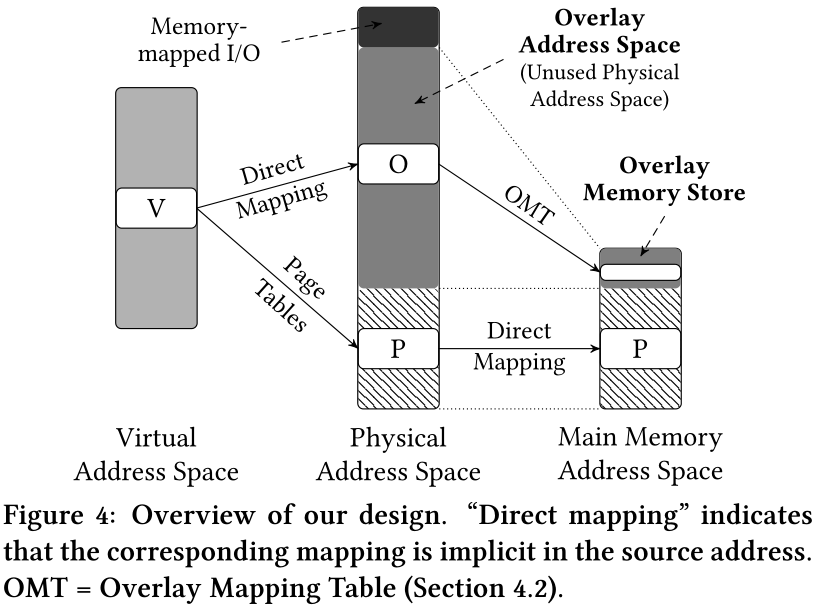 Memory-
mapped I/O
Overlay
Address Space
(Unused Physical
Address Space)
V
Direct
Mapping
O
OMT
Overlay
Memory Store
Page
Tables
P
Direct
Mapping
P
Virtual
Address Space
Physical
Address Space
Main Memory
Address Space
Figure 4: Overview of our design. “Direct mapping” indicates
that the corresponding mapping is implicit in the source address.
OMT = Overlay Mapping Table (Section 4.2).